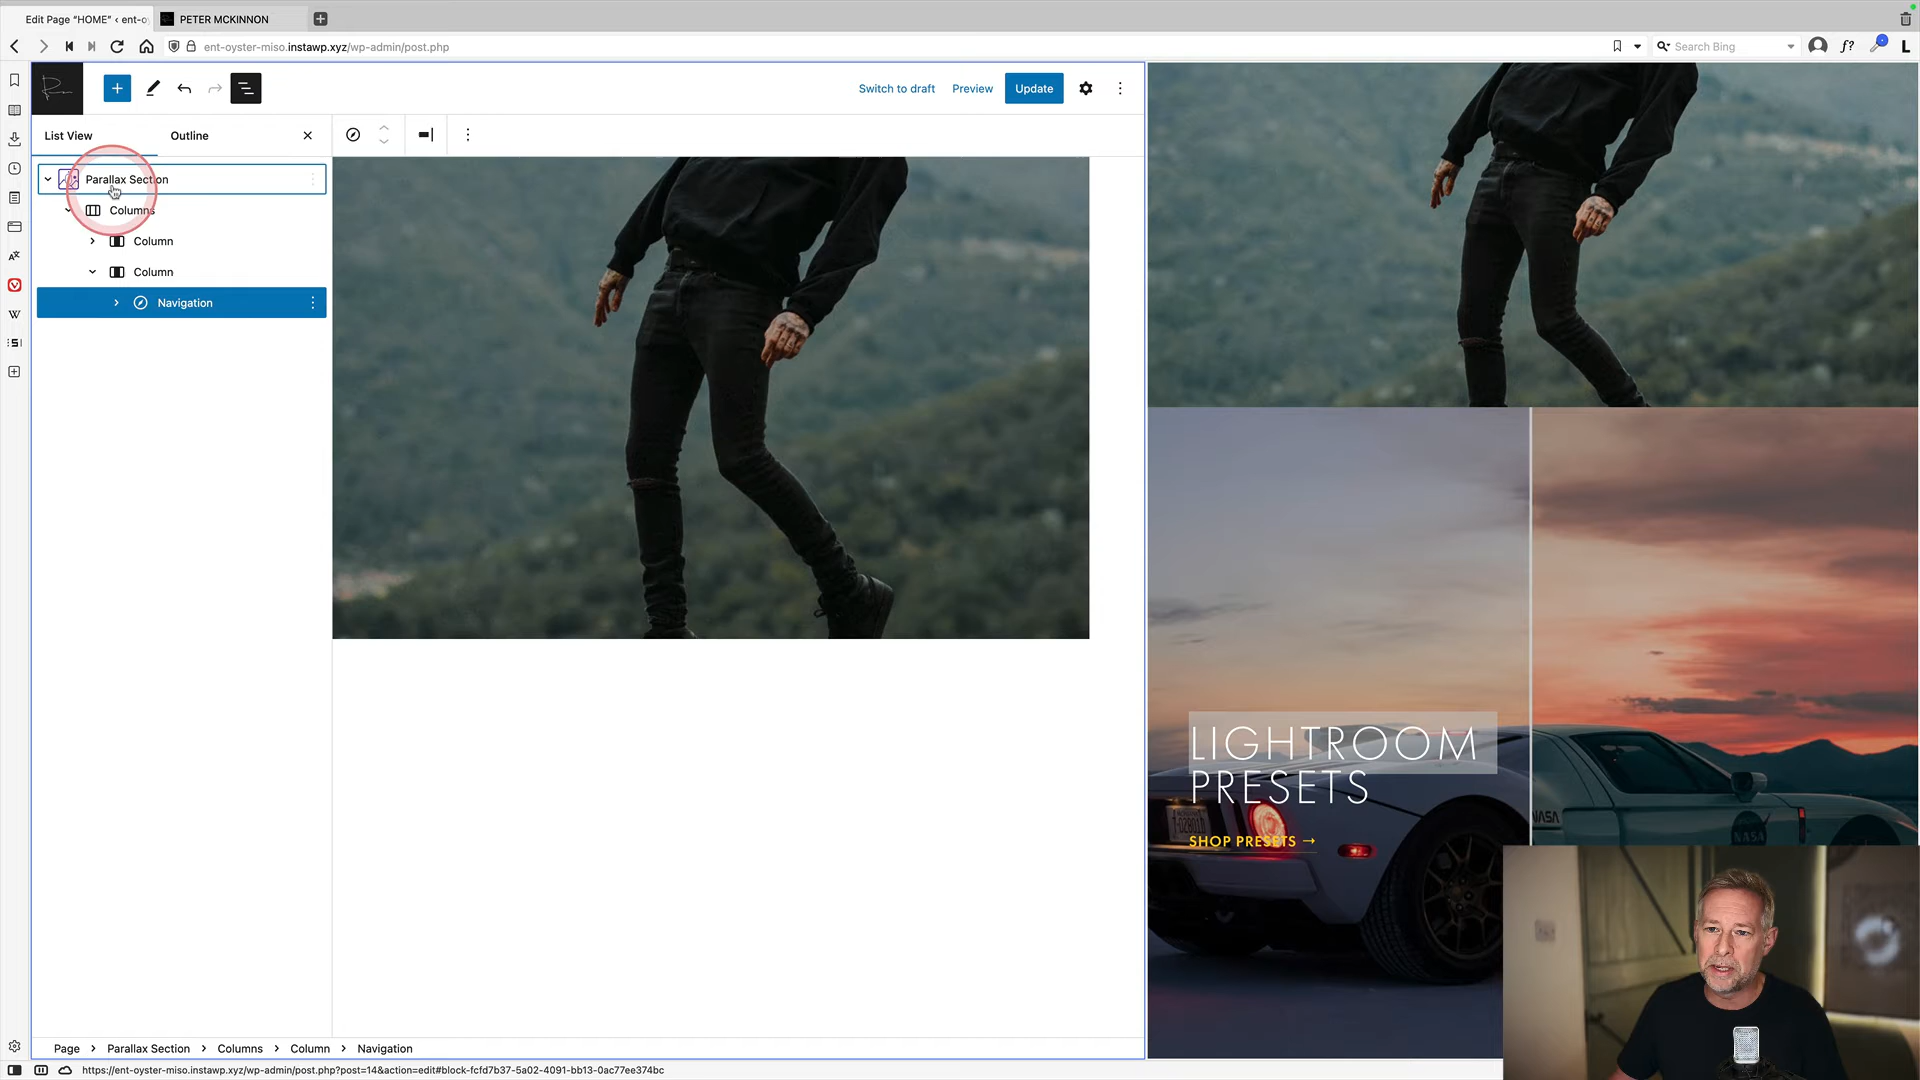 Edit Page “HOME” ‹ ent-o
PETER MCKINNON
ent-oyster-miso.instawp.xyz/wp-admin/post.php
Search Bing
f?
L
Switch to draft
Preview
Update
List View
Outline
Parallax Section
Columns
Column
Column
Navigation
LIGHTROOM
PRESETS
SHOP PRESETS →
NASA
NASA
Page > Parallax Section > Columns > Column > Navigation
https://ent-oyster-miso.instawp.xyz/wp-admin/post.php?post=14&action=edit#block-fcfd7b37-5a02-4091-bb13-0ac77ee374bc